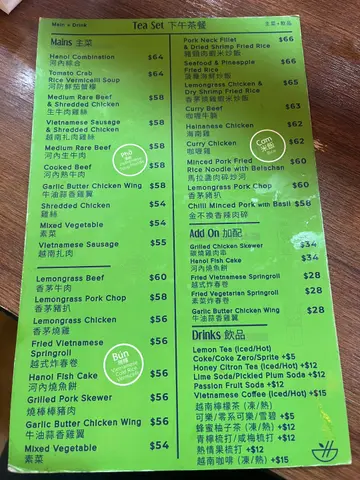 Main + Drink
Tea Set 下午茶餐
主菜 + 飲品
Mains 主菜
Hanoi Combination $64
河內綜合
Tomato Crab $64
Rice Vermicelli Soup
河防鮮茄蟹檬
Medium Rare Beef $58
& Shredded Chicken
生牛肉雞絲
Vietnamese Sausage $58
& Shredded Chicken
越南扎肉雞絲
Medium Rare Beef $58
河內生牛肉
Cooked Beef $58
河內熟牛肉
Garlic Butter Chicken Wing $58
牛油蒜香雞翼
Shredded Chicken $54
雞絲
Mixed Vegetable $54
素菜
Vietnamese Sausage $55
越南扎肉
Phở
Lemongrass Beef $60
香茅牛肉
Lemongrass Pork Chop $58
香茅豬扒
Lemongrass Chicken $56
香茅燒雞
Fried Vietnamese $56
Springroll
越式炸春卷
Hanoi Fish Cake $56
河內燒魚餅
Grilled Pork Skewer $56
燒棒棒豬肉
Garlic Butter Chicken Wing $56
牛油蒜香雞翼
Mixed Vegetable $54
素菜
Bún
Vietnamese
Cold Rice
Vermicelli
Pork Neck Fillet $66
& Dried Shrimp Fried Rice
豬頸肉蝦米炒飯
Seafood & Pineapple $66
Fried Rice
菠蘿海鮮炒飯
Lemongrass Chicken & $65
Dry Shrimp Fried Rice
香茅燒雞蝦米炒飯
Curry Beef $63
咖喱牛腩
Hainanese Chicken $62
海南雞
Curry Chicken $62
咖喱雞
Minced Pork Fried $60
Rice Noodle with Betachan
馬拉盞肉碎炒河
Lemongrass Pork Chop $60
香茅豬扒
Chilli Minced Pork with Basil $58
金不換香辣肉碎
Cơm
米飯
Rice
Add On 加配
Grilled Chicken Skewer $34
碳燒雞串
Hanoi Fish Cake $34
河內燒魚餅
Fried Vietnamese Springroll $28
越式炸春卷
Fried Vegetarian Springroll $28
素菜炸春卷
Garlic Butter Chicken Wing $28
牛油蒜香雞翼
Drinks 飲品
Lemon Tea (Iced/Hot)
Coke/Coke Zero/Sprite +$5
Honey Citron Tea (Iced/Hot) +$12
Lime Soda/Pickled Plum Soda +$12
Passion Fruit Soda +$12
Vietnamese Coffee (Iced/Hot) +$15
越南檸檬茶 (凍/熱)
可樂/零系可樂/雪碧 +$5
蜂蜜柚子茶 (凍/熱) +$12
青檸梳打/咸梅梳打 +$12
熱情果梳打 +$12
越南咖啡 (凍/熱) +$15